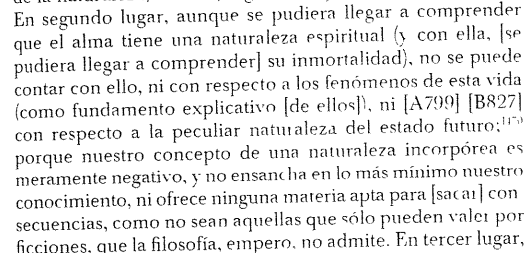 En segundo lugar, aunque se pudiera llegar a comprender
que el alma tiene una naturaleza espiritual (y con ella, [se
pudiera llegar a comprender] su inmortalidad), no se puede
contar con ello, ni con respecto a los fenómenos de esta vida
(como fundamento explicativo [de ellos]), ni [A799] [B827]
con respecto a la peculiar naturaleza del estado futuro;
porque nuestro concepto de una naturaleza incorpórea es
meramente negativo, y no ensancha en lo más mínimo nuestro
conocimiento, ni ofrece ninguna materia apta para [sacar] con
secuencias, como no sean aquellas que sólo pueden valer por
ficciones, que la filosofía, empero, no admite. En tercer lugar,